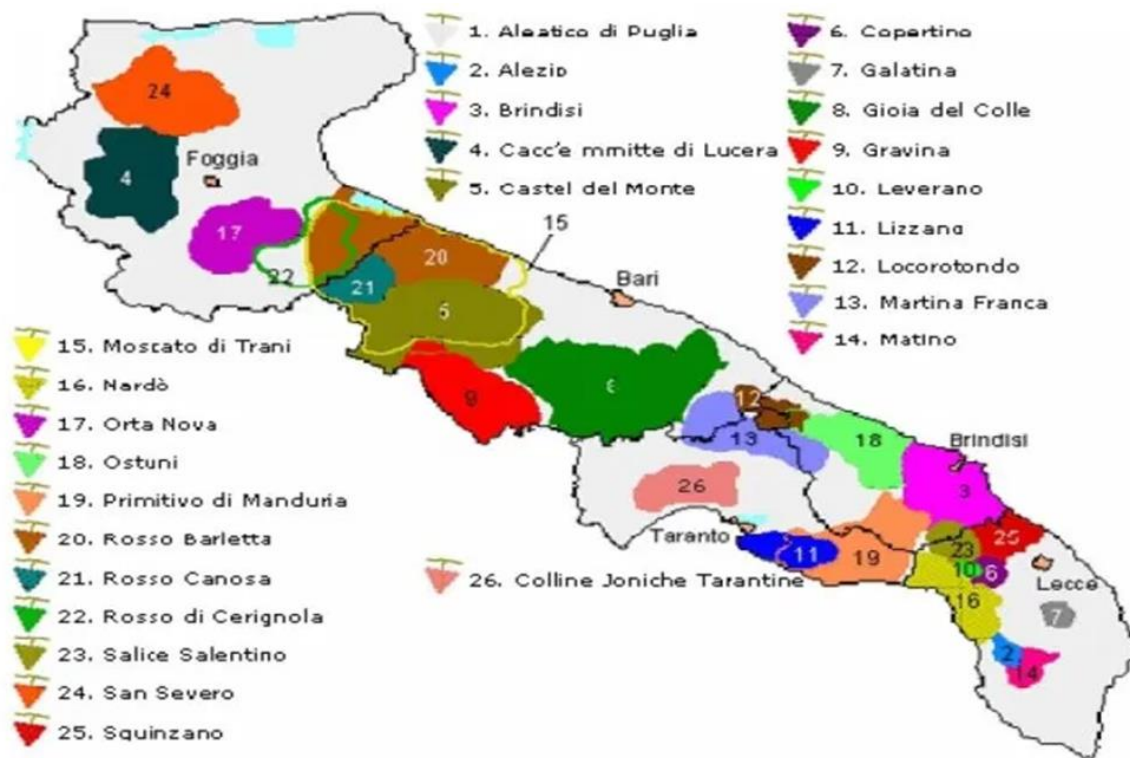 1. Aleatico di Puglia
2. Alezio
3. Brindisi
4. Cacc'e mmitte di Lucera
5. Castel del Monte
6. Copertino
7. Galatina
8. Gioia del Colle
9. Gravina
10. Leverano
11. Lizzano
12. Locorotondo
13. Martina Franca
14. Matino
15. Moscato di Trani
16. Nardò
17. Orta Nova
18. Ostuni
19. Primitivo di Manduria
20. Rosso Barletta
21. Rosso Canosa
22. Rosso di Cerignola
23. Salice Salentino
24. San Severo
25. Squinzano
26. Colline Joniche Tarantine
24
Foggia
4
17
22
15
20
21
5
Bari
9
8
12
13
18
Brindisi
3
26
Taranto
11
19
25
23
10
6
Lecce
16
7
2
14